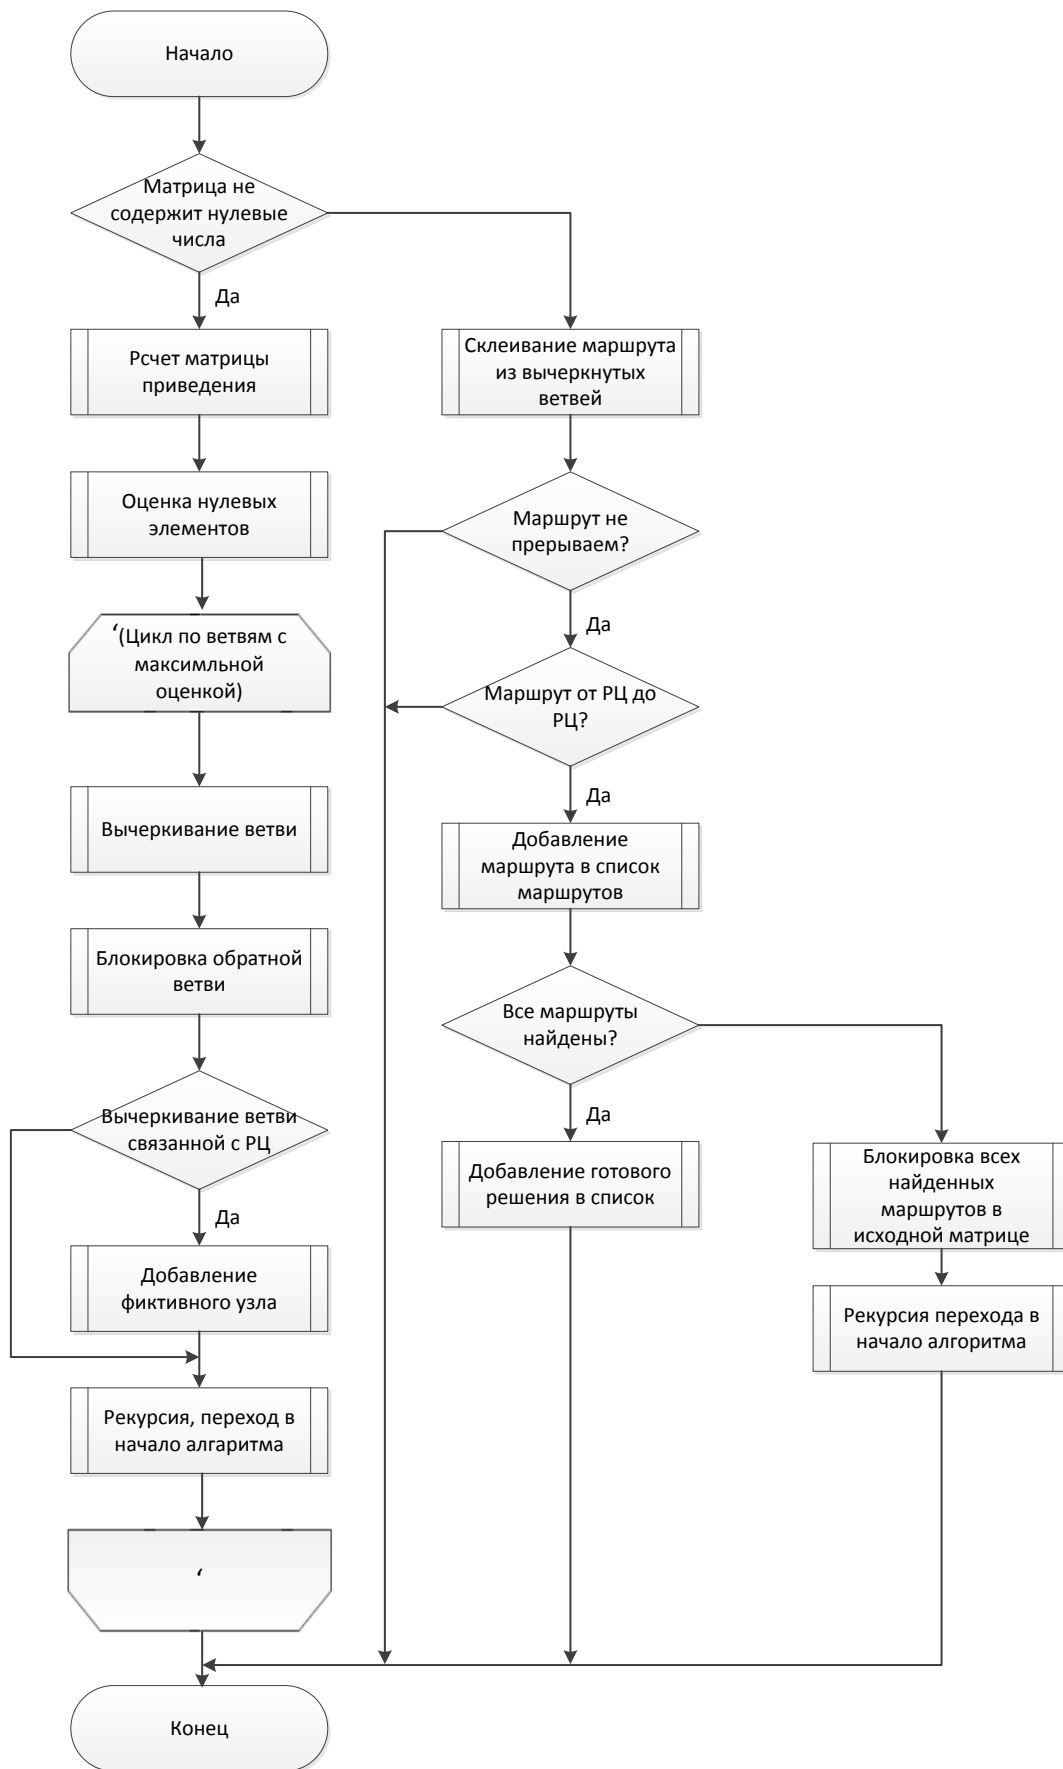 Начало
Матрица не
содержит нулевые
числа
Да
Рсчет матрицы
приведения
Оценка нулевых
элементов
‘(Цикл по ветвям с
максимльной
оценкой)
Вычеркивание ветви
Блокировка обратной
ветви
Вычеркивание ветви
связанной с РЦ
Да
Добавление
фиктивного узла
Рекурсия, переход в
начало алгаритма
‘
Конец
Склеивание маршрута
из вычеркнутых
ветвей
Маршрут не
прерываем?
Да
Маршрут от РЦ до
РЦ?
Да
Добавление
маршрута в список
маршрутов
Все маршруты
найдены?
Да
Добавление готового
решения в список
Блокировка всех
найденных
маршрутов в
исходной матрице
Рекурсия перехода в
начало алгоритма